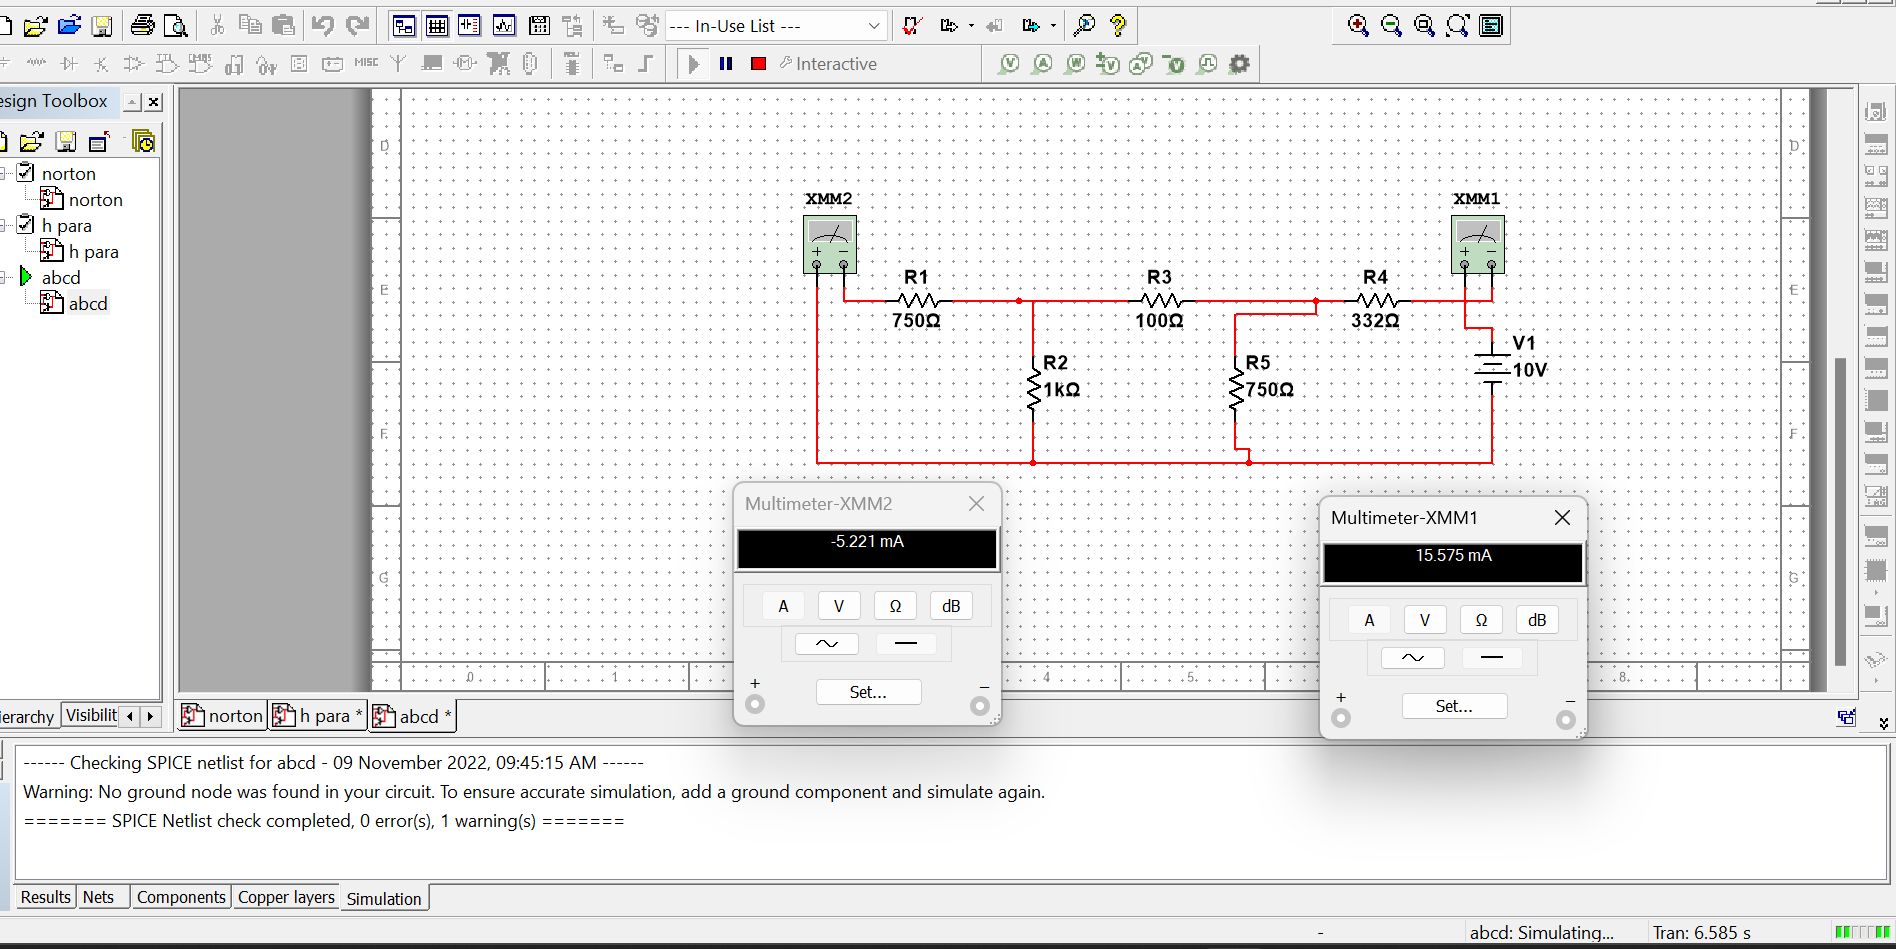 --- In-Use List ---
MISC
Interactive
esign Toolbox
norton
norton
h para
h para
abcd
abcd
ierarchy
Visibilit
D
E
F
G
D
E
F
G
XMM2
XMM1
R1
750Ω
R3
100Ω
R4
332Ω
R2
1kΩ
R5
750Ω
V1
10V
Multimeter-XMM2
-5.221 mA
A V Ω dB
Set...
+ −
Multimeter-XMM1
15.575 mA
A V Ω dB
Set...
+ −
0 1 4 5 8
norton
h para *
abcd *
------ Checking SPICE netlist for abcd - 09 November 2022, 09:45:15 AM ------
Warning: No ground node was found in your circuit. To ensure accurate simulation, add a ground component and simulate again.
======= SPICE Netlist check completed, 0 error(s), 1 warning(s) =======
Results Nets Components Copper layers Simulation
- abcd: Simulating... Tran: 6.585 s